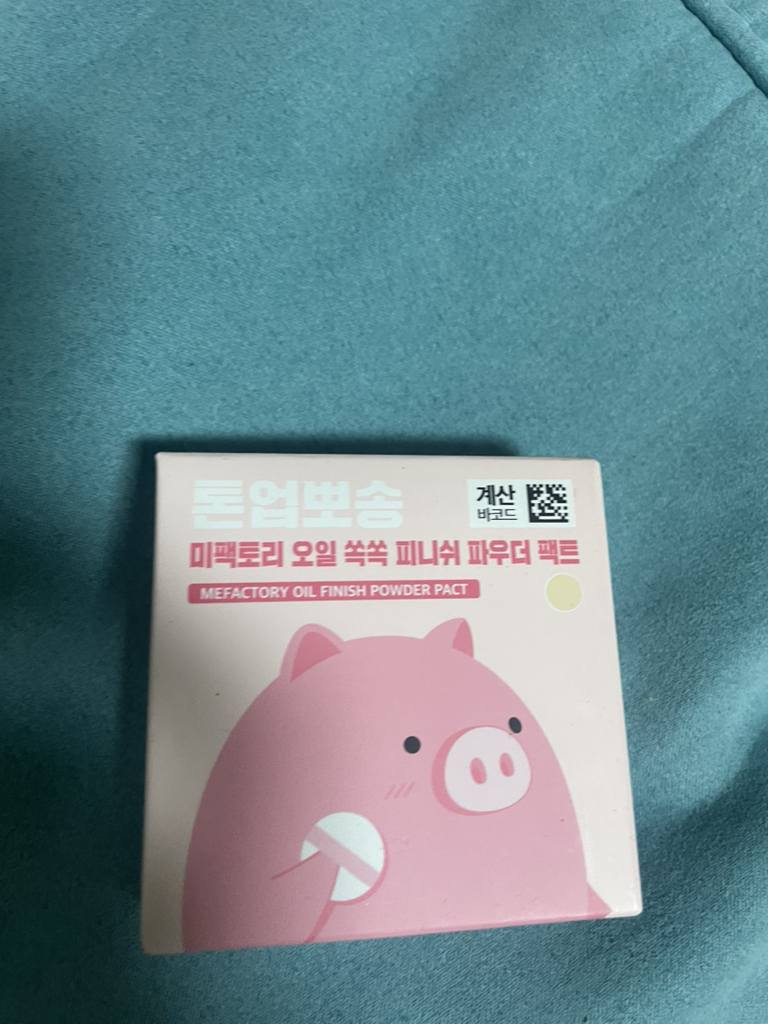 톤업뽀송
계산
바코드
미팩토리 오일 쏙쏙 피니쉬 파우더 팩트
MEFACTORY OIL FINISH POWDER PACT